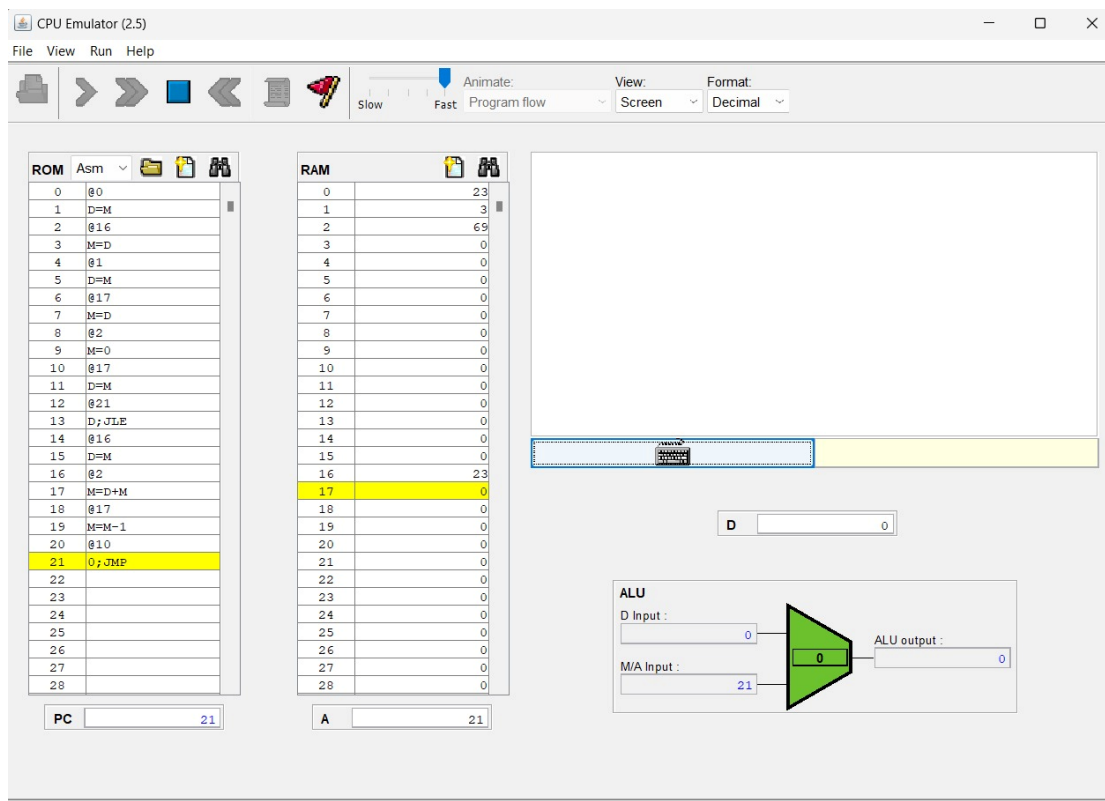 CPU Emulator (2.5)
File View Run Help
Slow Fast
Animate:
Program flow
View:
Screen
Format:
Decimal
ROM Asm
0 @0
1 D=M
2 @16
3 M=D
4 @1
5 D=M
6 @17
7 M=D
8 @2
9 M=0
10 @17
11 D=M
12 @21
13 D;JLE
14 @16
15 D=M
16 @2
17 M=D+M
18 @17
19 M=M-1
20 @10
21 0;JMP
22
23
24
25
26
27
28
PC 21
RAM
0 23
1 3
2 69
3 0
4 0
5 0
6 0
7 0
8 0
9 0
10 0
11 0
12 0
13 0
14 0
15 0
16 23
17 0
18 0
19 0
20 0
21 0
22 0
23 0
24 0
25 0
26 0
27 0
28 0
A 21
D 0
ALU
D Input :
0
M/A Input :
21
0
ALU output :
0